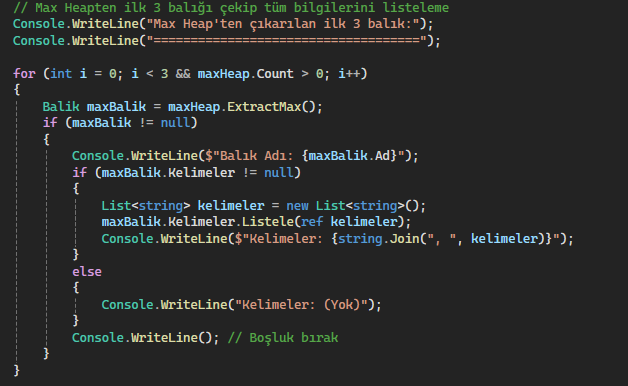 // Max Heapten ilk 3 balığı çekip tüm bilgilerini listeleme
Console.WriteLine("Max Heap'ten çıkarılan ilk 3 balık:");
Console.WriteLine("===================================");
for (int i = 0; i < 3 && maxHeap.Count > 0; i++)
{
Balik maxBalik = maxHeap.ExtractMax();
if (maxBalik != null)
{
Console.WriteLine($"Balık Adı: {maxBalik.Ad}");
if (maxBalik.Kelimeler != null)
{
List<string> kelimeler = new List<string>();
maxBalik.Kelimeler.Listele(ref kelimeler);
Console.WriteLine($"Kelimeler: {string.Join(", ", kelimeler)}");
}
else
{
Console.WriteLine("Kelimeler: (Yok)");
}
Console.WriteLine(); // Boşluk bırak
}
}